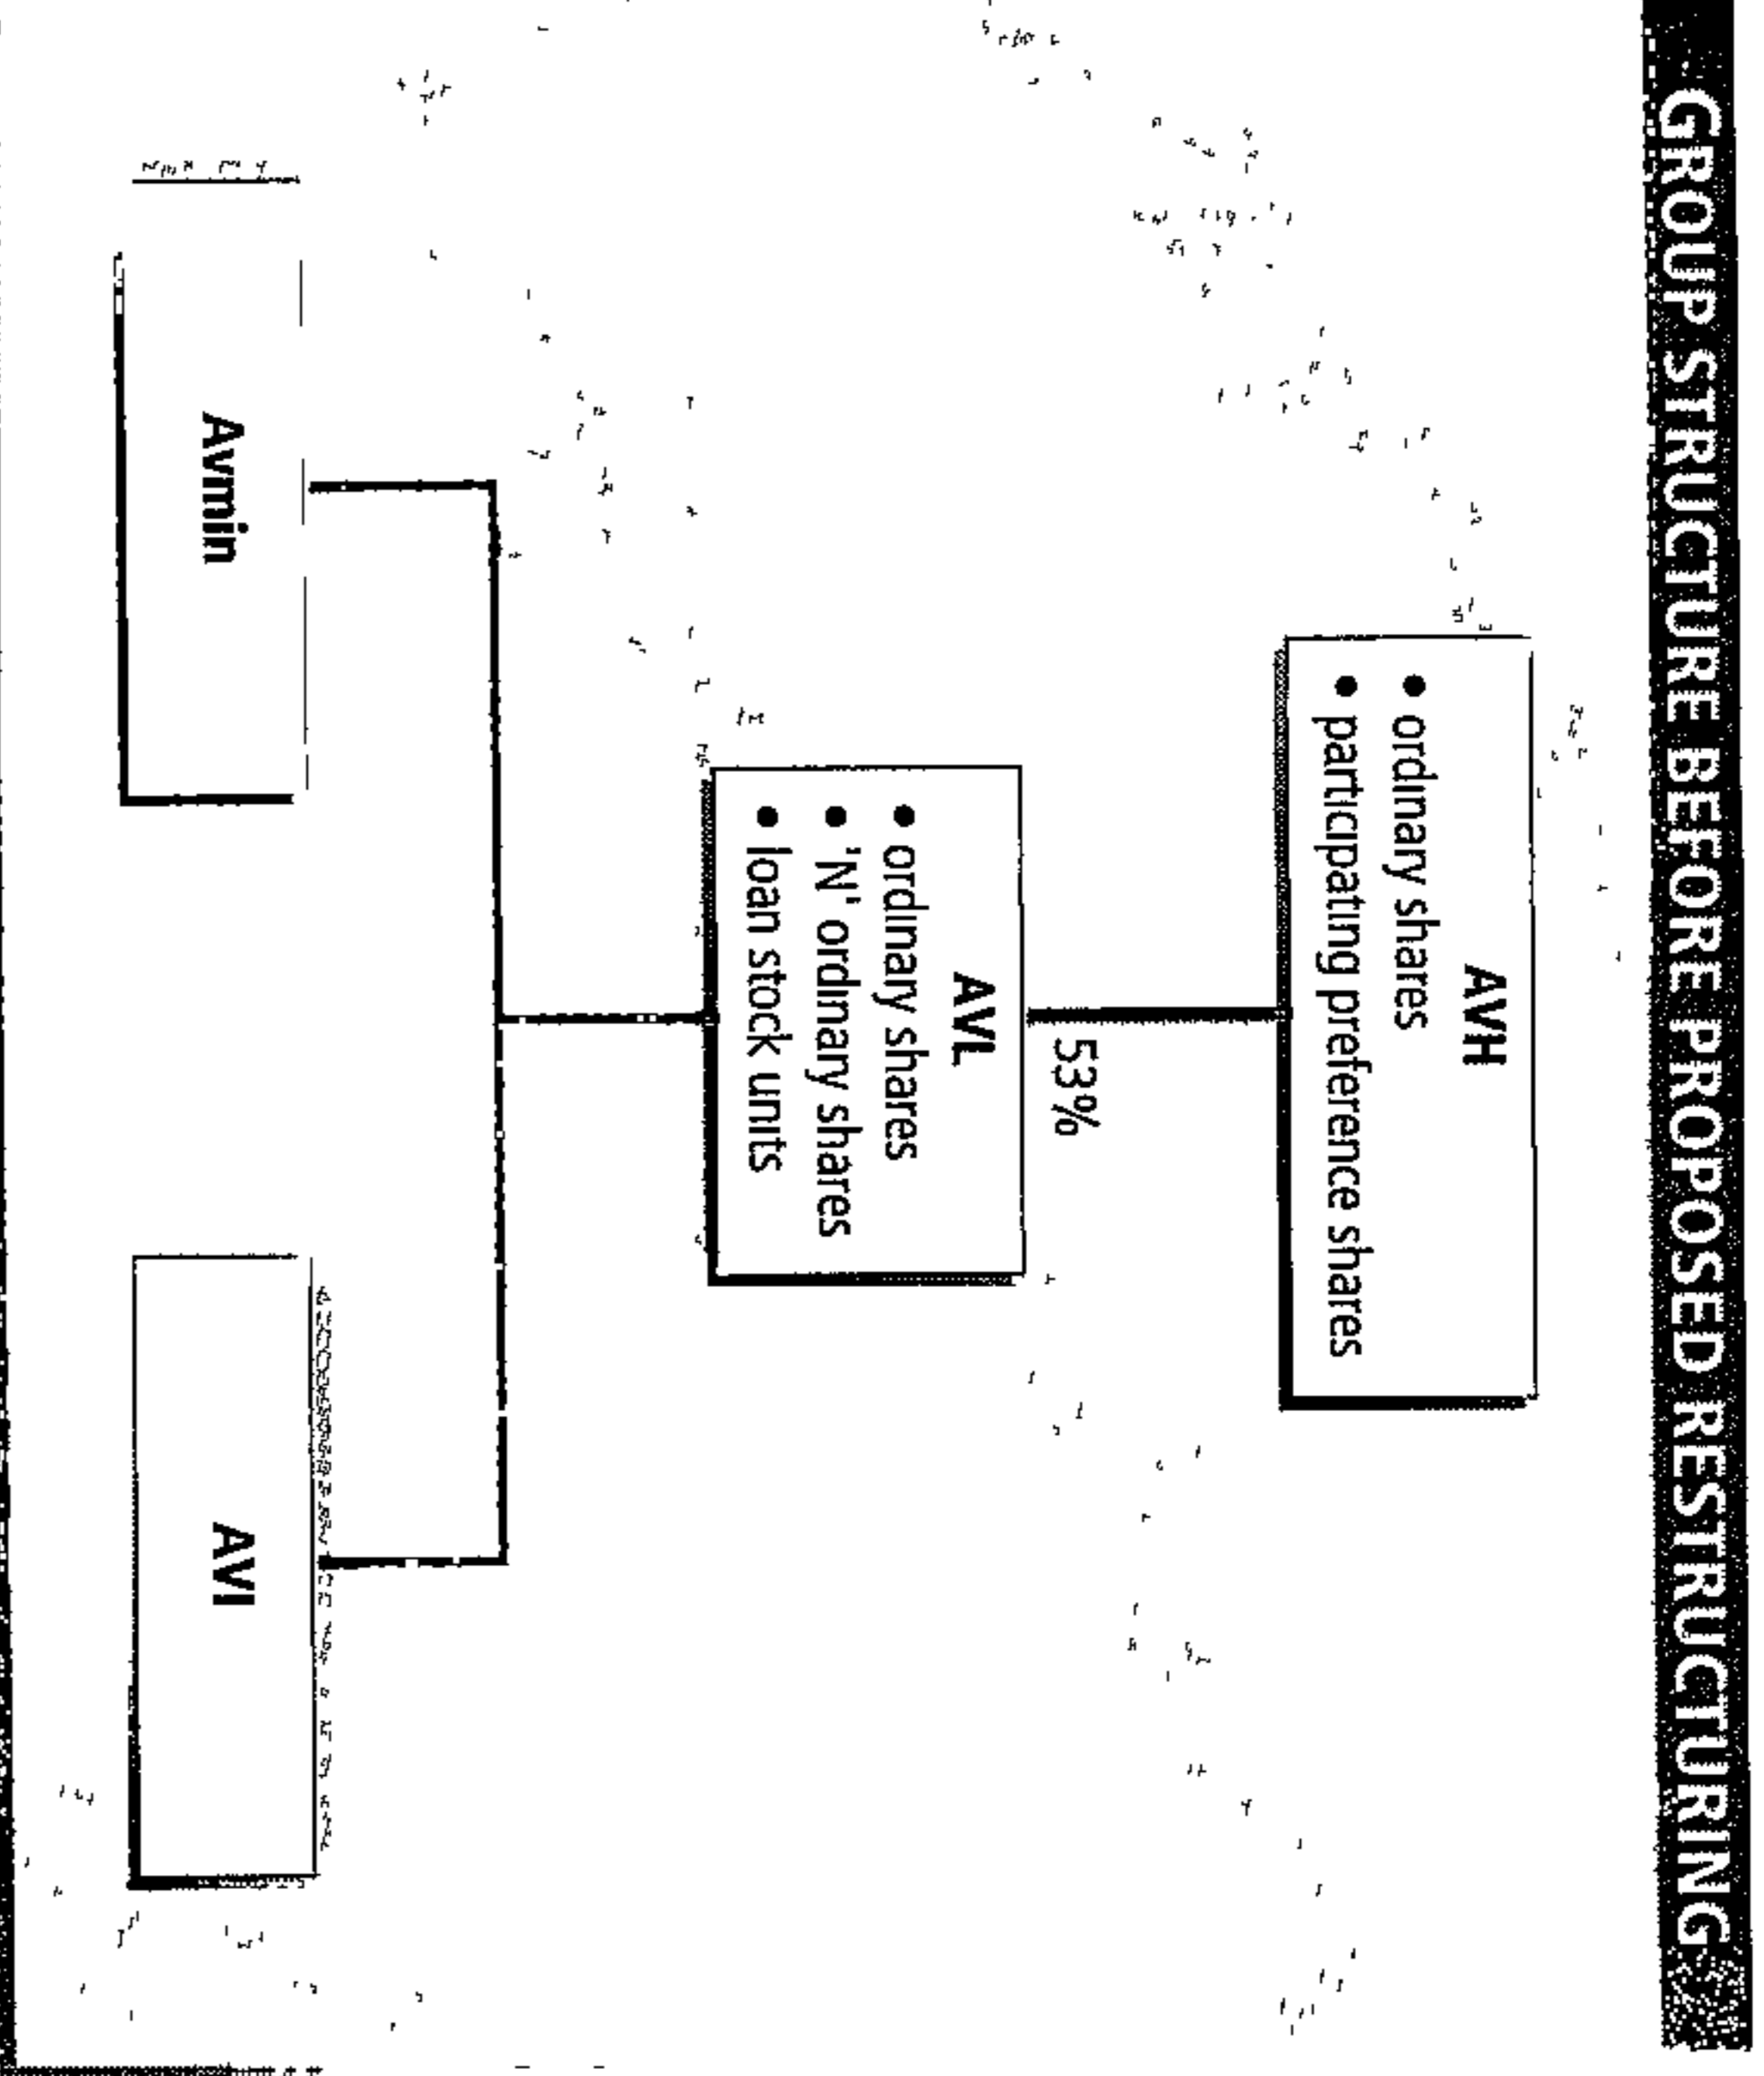 GROUP STRUCTURE BEFORE PROPOSED RESTRUCTURING
AVH
• ordinary shares
• participating preference shares
53%
AVL
• ordinary shares
• 'N' ordinary shares
• loan stock units
Avmin
AVI